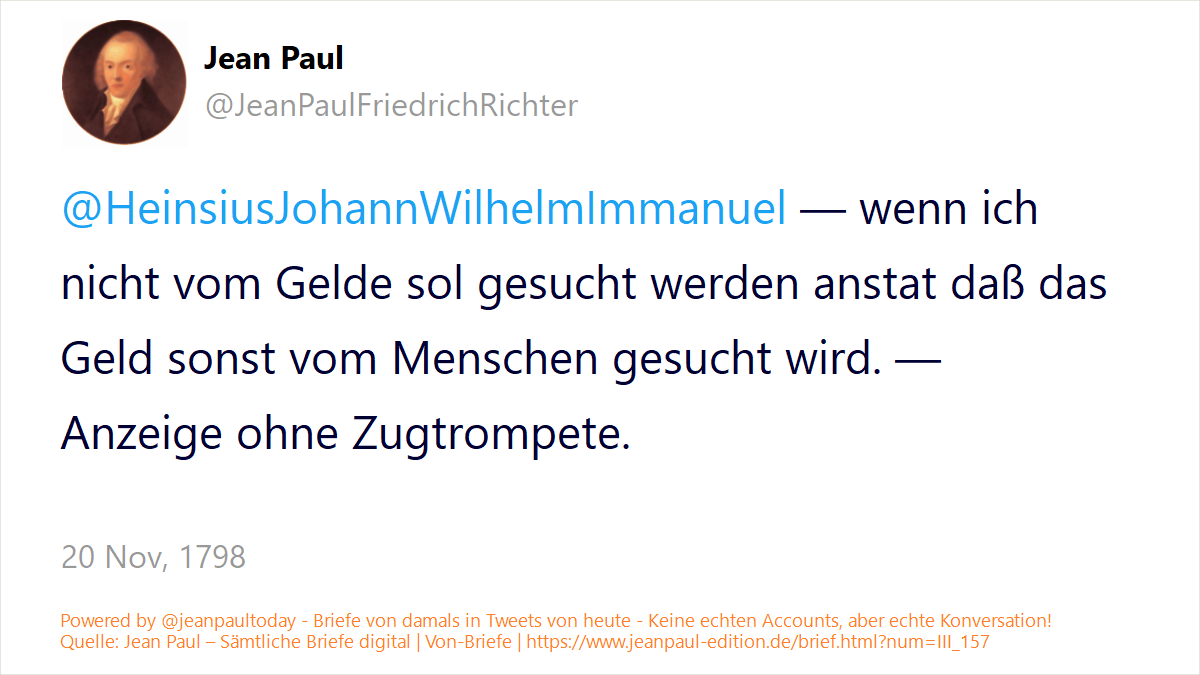 Jean Paul
@JeanPaulFriedrichRichter
@HeinsiusJohannWilhelmImmanuel — wenn ich
nicht vom Gelde sol gesucht werden anstat daß das
Geld sonst vom Menschen gesucht wird. —
Anzeige ohne Zugtrompete.
20 Nov, 1798
Powered by @jeanpaultoday - Briefe von damals in Tweets von heute - Keine echten Accounts, aber echte Konversation!
Quelle: Jean Paul – Sämtliche Briefe digital | Von-Briefe | https://www.jeanpaul-edition.de/brief.html?num=III_157